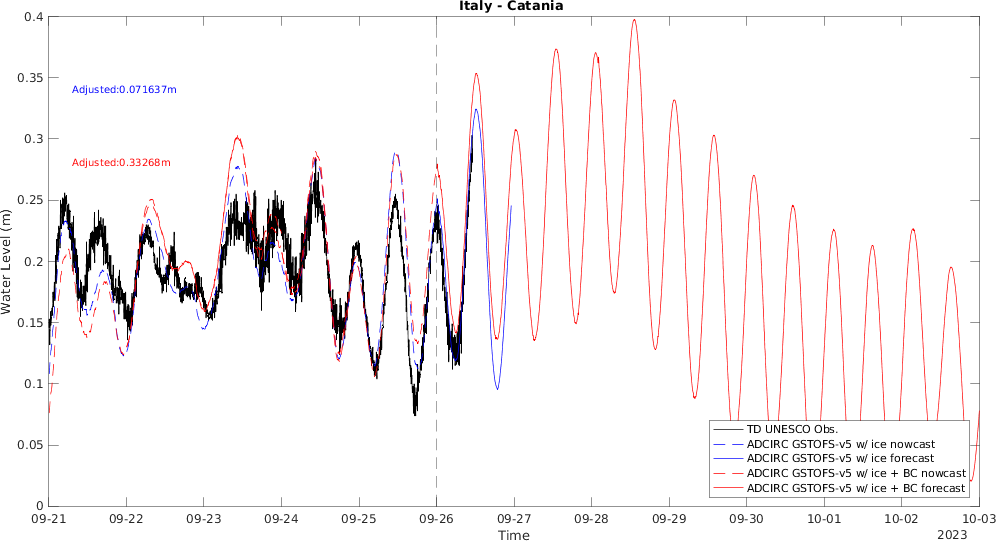 Italy - Catania
0.4
0.35
0.3
0.25
0.2
0.15
0.1
0.05
0
Water Level (m)
Adjusted:0.071637m
Adjusted:0.33268m
TD UNESCO Obs.
ADCIRC GSTOFS-v5 w/ ice nowcast
ADCIRC GSTOFS-v5 w/ ice forecast
ADCIRC GSTOFS-v5 w/ ice + BC nowcast
ADCIRC GSTOFS-v5 w/ ice + BC forecast
09-21 09-22 09-23 09-24 09-25 09-26 09-27 09-28 09-29 09-30 10-01 10-02 10-03
Time
2023